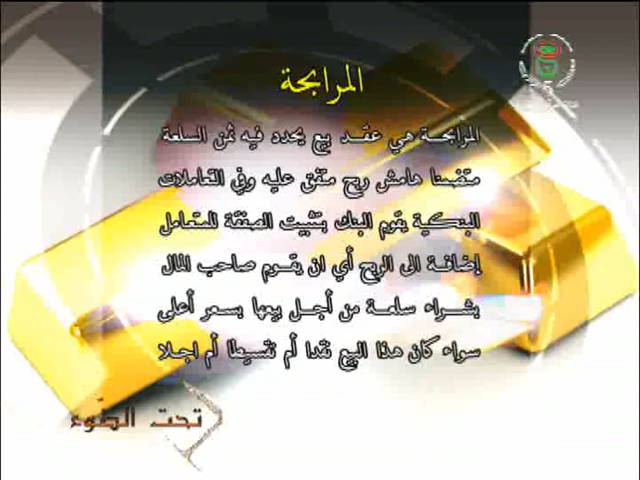 المرابحة
المرابحة هي عقد بيع يحدد فيه ثمن السلعة
متضمنا هامش ربح متفق عليه وفي التعاملات
البنكية يقوم البنك بتثبيت الصفقة للمتعامل
إضافة الى الربح أي ان يقوم صاحب المال
بشراء سلعة من أجل بيعها بسعر أعلى
سواء كان هذا البيع نقدا أم تقسيطا أم اجلا
تحت الضوء